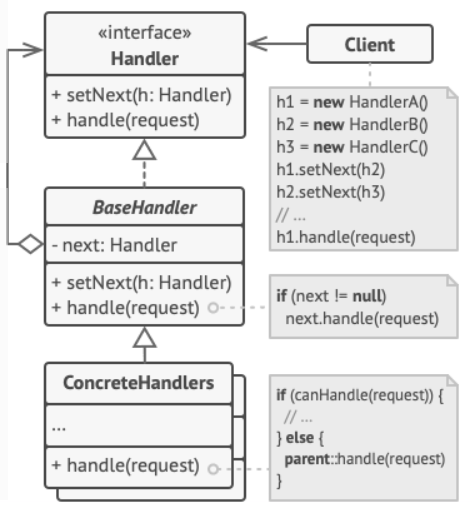 «interface»
Handler
+ setNext(h: Handler)
+ handle(request)
Client
h1 = new HandlerA()
h2 = new HandlerB()
h3 = new HandlerC()
h1.setNext(h2)
h2.setNext(h3)
// ...
h1.handle(request)
BaseHandler
- next: Handler
+ setNext(h: Handler)
+ handle(request)
if (next != null)
next.handle(request)
ConcreteHandlers
...
+ handle(request)
if (canHandle(request)) {
// ...
} else {
parent::handle(request)
}